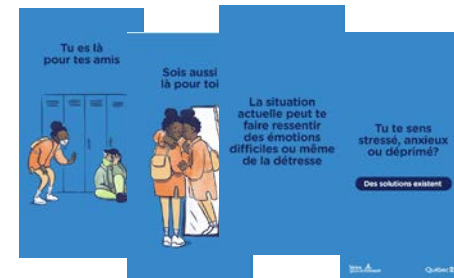 Tu es là
pour tes amis
Sois aussi
là pour toi
La situation
actuelle peut te
faire ressentir
des émotions
difficiles ou même
de la détresse
Tu te sens
stressé, anxieux
ou déprimé?
Des solutions existent
Votre
Québec